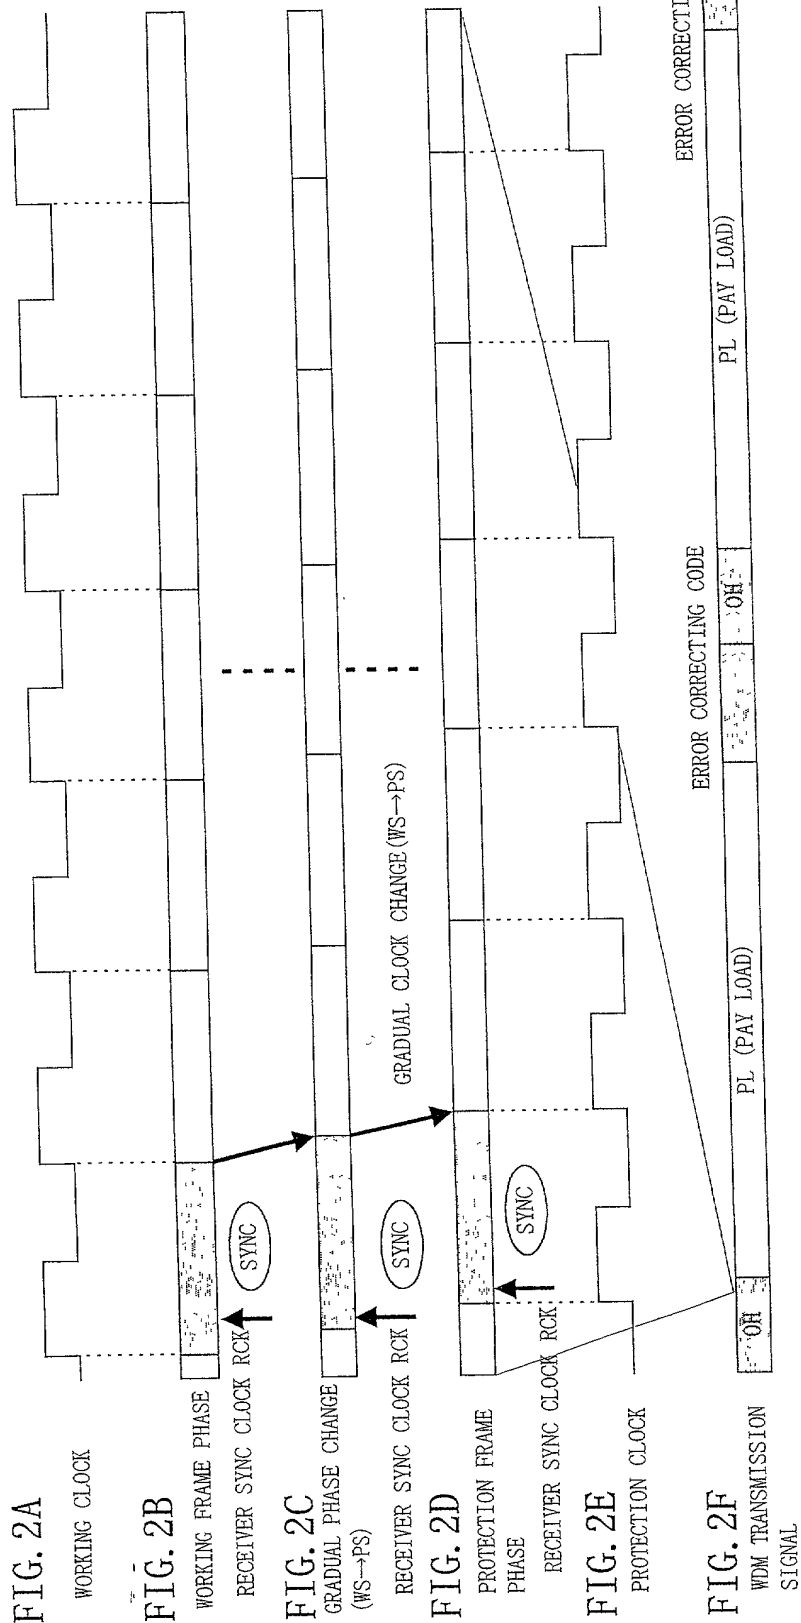 FIG. 2A
WORKING CLOCK
FIG. 2B
WORKING FRAME PHASE
RECEIVER SYNC CLOCK RCK
SYNC
FIG. 2C
GRADUAL PHASE CHANGE
(WS→PS)
RECEIVER SYNC CLOCK RCK
SYNC
GRADUAL CLOCK CHANGE(WS→PS)
FIG. 2D
PROTECTION FRAME
PHASE
RECEIVER SYNC CLOCK RCK
SYNC
FIG. 2E
PROTECTION CLOCK
FIG. 2F
WDM TRANSMISSION
SIGNAL
OH
PL (PAY LOAD)
ERROR CORRECTING CODE
OH
PL (PAY LOAD)
ERROR CORRECTI